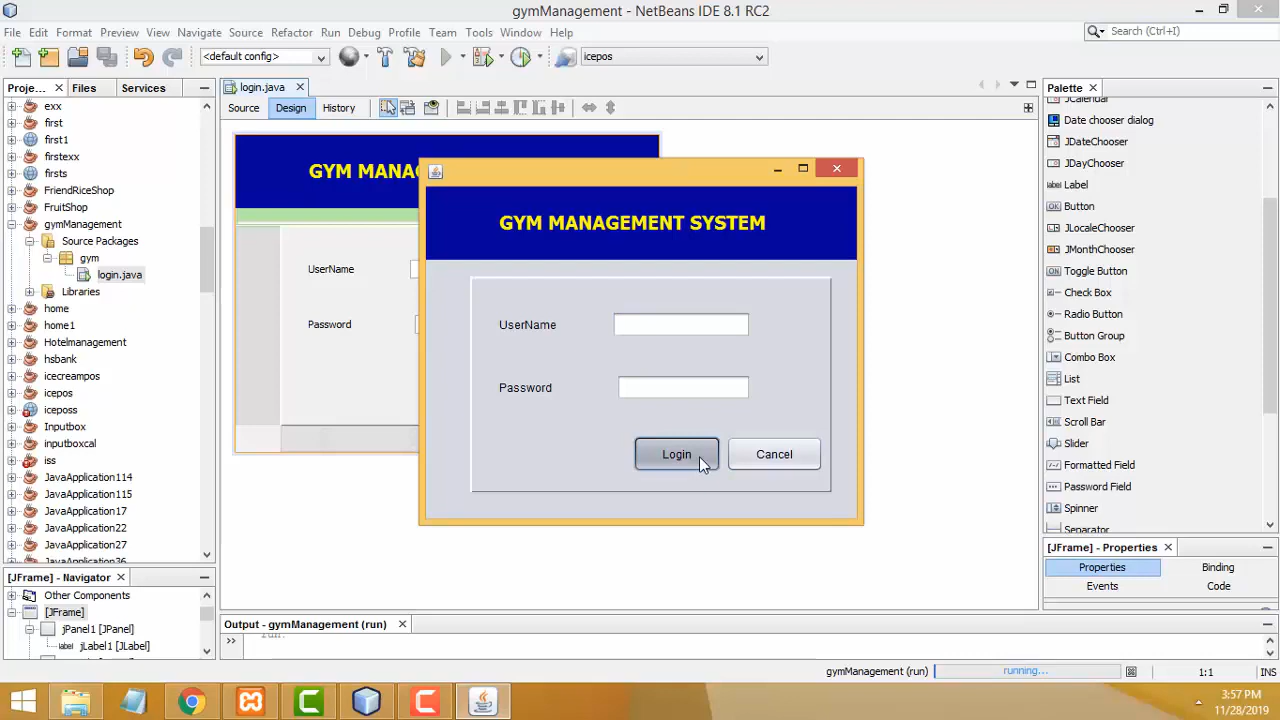 gymManagement - NetBeans IDE 8.1 RC2
File Edit Format Preview View Navigate Source Refactor Run Debug Profile Team Tools Window Help
Search (Ctrl+I)
<default config>
icepos
Proje... Files Services
login.java
Palette
Source Design History
exx
first
first1
firstexx
firsts
FriendRiceShop
FruitShop
gymManagement
Source Packages
gym
login.java
Libraries
home
home1
Hotelmanagement
hsbank
icecreampos
icepos
iceposs
Inputbox
inputboxcal
iss
JavaApplication114
JavaApplication115
JavaApplication17
JavaApplication22
JavaApplication27
JavaApplication36
GYM MANA
UserName
Password
GYM MANAGEMENT SYSTEM
UserName
Password
Login Cancel
JCalendar
Date chooser dialog
JDateChooser
JDayChooser
Label
Button
JLocaleChooser
JMonthChooser
Toggle Button
Check Box
Radio Button
Button Group
Combo Box
List
Text Field
Scroll Bar
Slider
Formatted Field
Password Field
Spinner
Separator
[JFrame] - Properties
Properties Binding
Events Code
[JFrame] - Navigator
Other Components
[JFrame]
jPanel1 [JPanel]
jLabel1 [JLabel]
Output - gymManagement (run)
run:
gymManagement (run) running... 1:1 INS
3:57 PM
11/28/2019